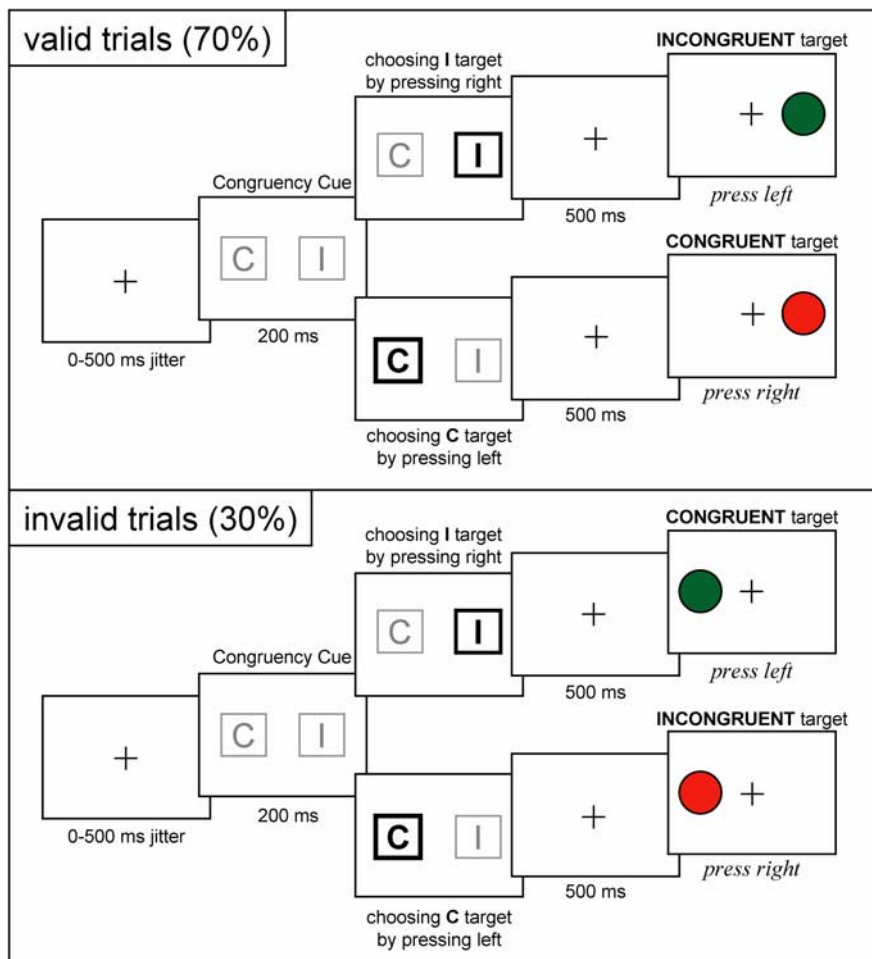 valid trials (70%)
choosing I target
by pressing right
INCONGRUENT target
C I
press left
500 ms
Congruency Cue
C I
CONGRUENT target
0-500 ms jitter
200 ms
C I
press right
500 ms
choosing C target
by pressing left
invalid trials (30%)
choosing I target
by pressing right
CONGRUENT target
C I
press left
500 ms
Congruency Cue
C I
INCONGRUENT target
0-500 ms jitter
200 ms
C I
press right
500 ms
choosing C target
by pressing left